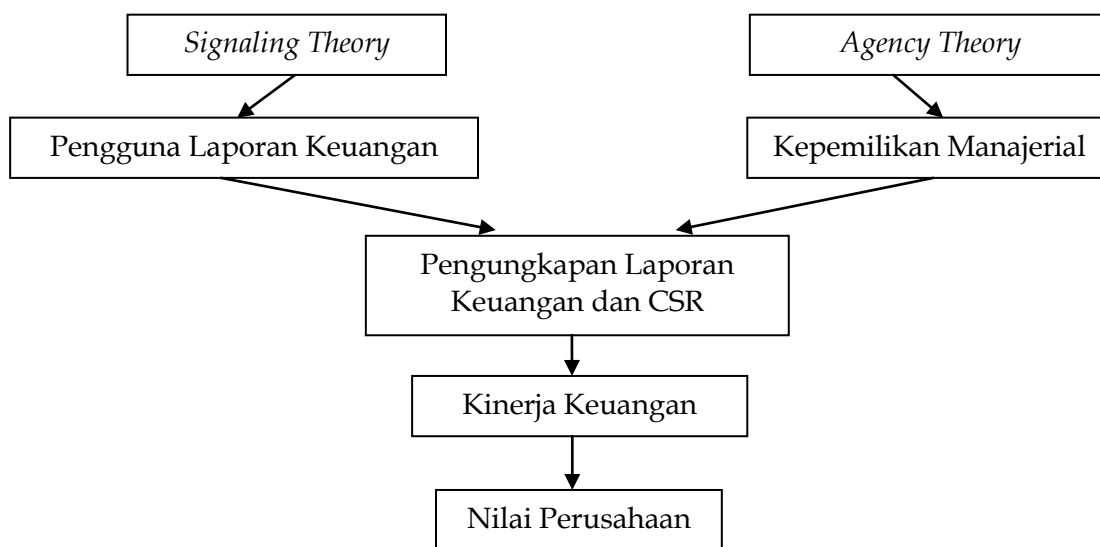 Signaling Theory
Agency Theory
Pengguna Laporan Keuangan
Kepemilikan Manajerial
Pengungkapan Laporan
Keuangan dan CSR
Kinerja Keuangan
Nilai Perusahaan